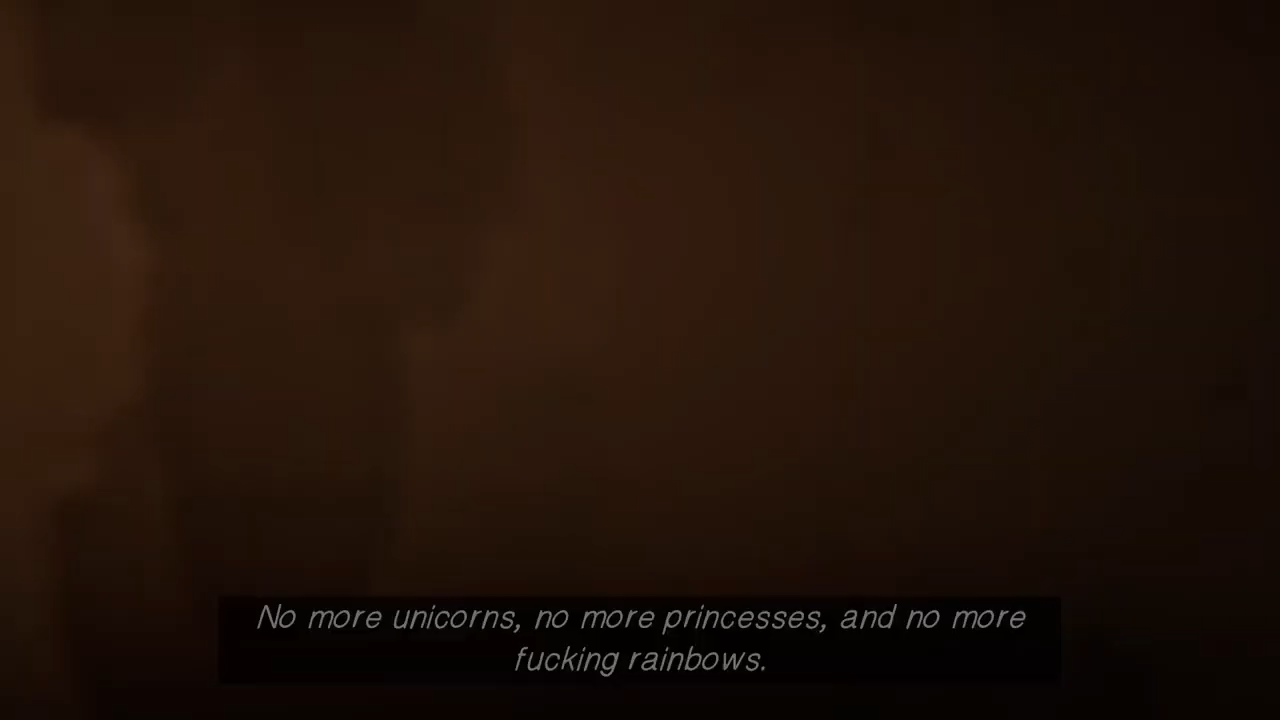 No more unicorns, no more princesses, and no more
fucking rainbows.